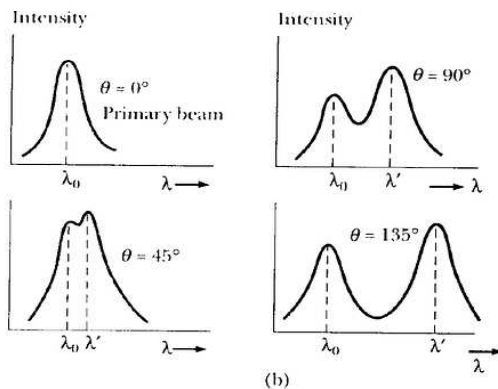 Intensity
θ = 0°
Primary beam
λ₀
λ
Intensity
θ = 90°
λ₀
λ′
λ
θ = 45°
λ₀
λ′
θ = 135°
λ₀
λ′
λ
(b)